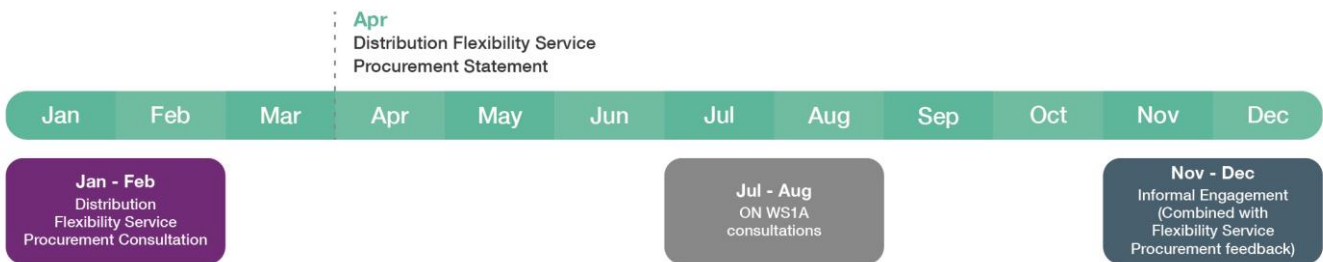 Apr
Distribution Flexibility Service
Procurement Statement
Jan Feb Mar Apr May Jun Jul Aug Sep Oct Nov Dec
Jan - Feb
Distribution
Flexibility Service
Procurement Consultation
Jul - Aug
ON WS1A
consultations
Nov - Dec
Informal Engagement
(Combined with
Flexibility Service
Procurement feedback)